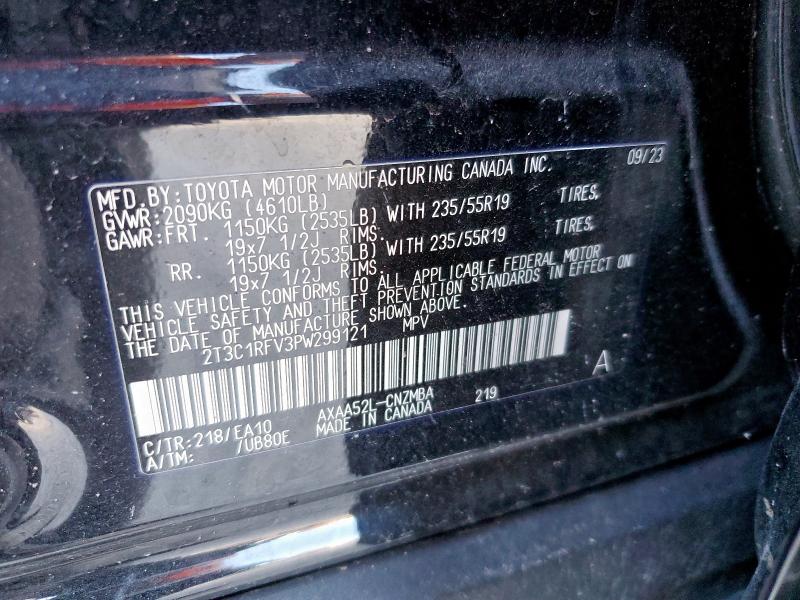 09/23
MFD. BY: TOYOTA MOTOR MANUFACTURING CANADA INC.
GVWR: 2090KG (4610LB)
GAWR: FRT. 1150KG (2535LB) WITH 235/55R19 TIRES,
19x7 1/2J RIMS.
RR. 1150KG (2535LB) WITH 235/55R19 TIRES,
19x7 1/2J RIMS.
THIS VEHICLE CONFORMS TO ALL APPLICABLE FEDERAL MOTOR
VEHICLE SAFETY AND THEFT PREVENTION STANDARDS IN EFFECT ON
THE DATE OF MANUFACTURE SHOWN ABOVE.
2T3C1RFV3PW299121 MPV
A
C/TR: 218/EA10 AXAA52L-CNZMBA 219
A/TM: /UB80E MADE IN CANADA